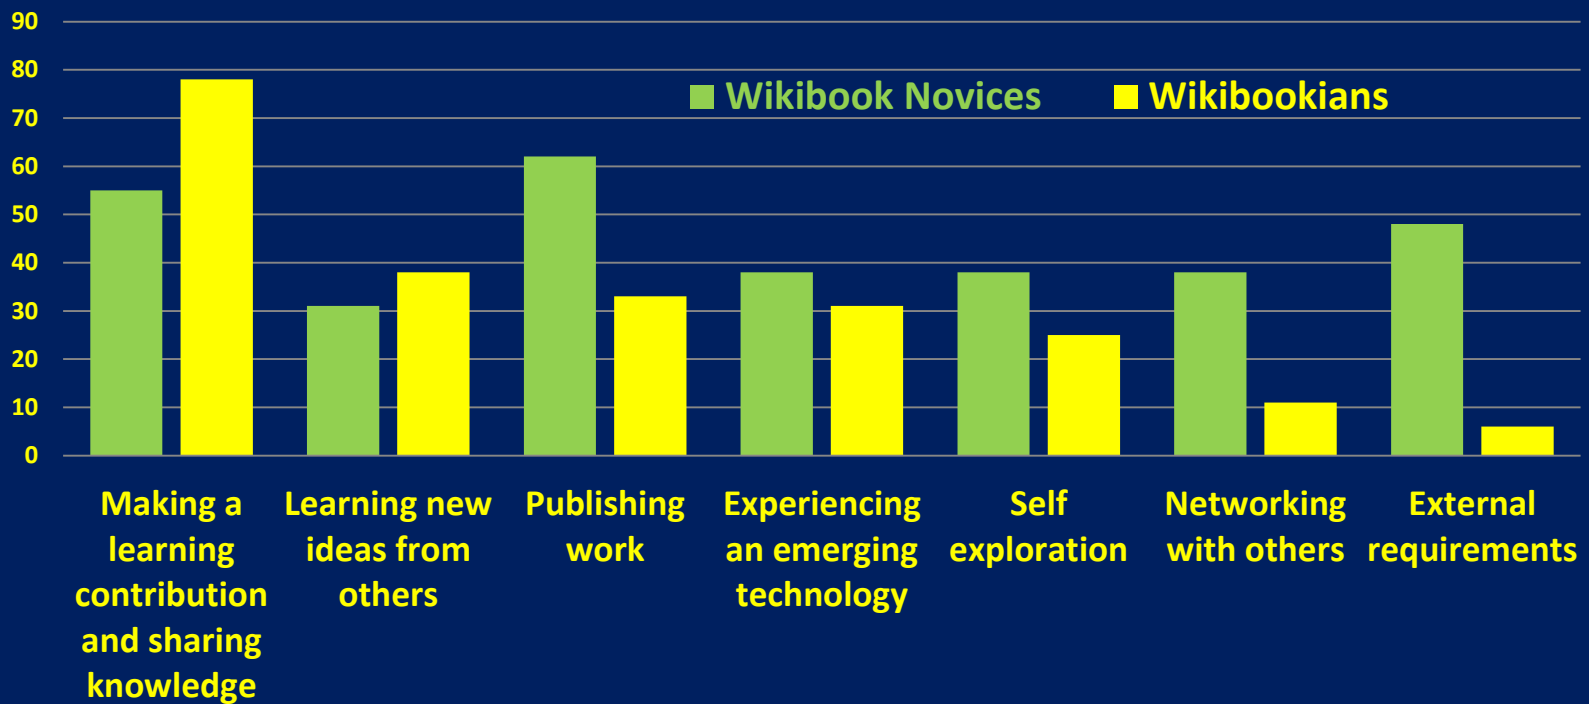 90
80
70
60
50
40
30
20
10
0
Wikibook Novices
Wikibookians
Making a
learning
contribution
and sharing
knowledge
Learning new
ideas from
others
Publishing
work
Experiencing
an emerging
technology
Self
exploration
Networking
with others
External
requirements